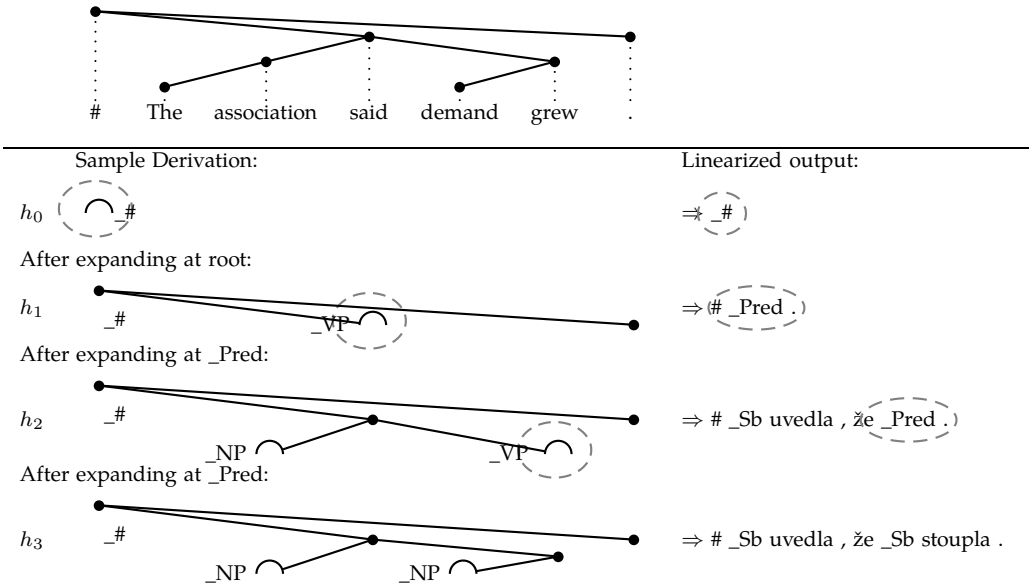 # The association said demand grew .
Sample Derivation: Linearized output:
h0 _# ⇒ _#
After expanding at root:
h1 _# _VP ⇒ # _Pred .
After expanding at _Pred:
h2 _# _NP _VP ⇒ # _Sb uvedla , že _Pred .
After expanding at _Pred:
h3 _# _NP _NP ⇒ # _Sb uvedla , že _Sb stoupla .